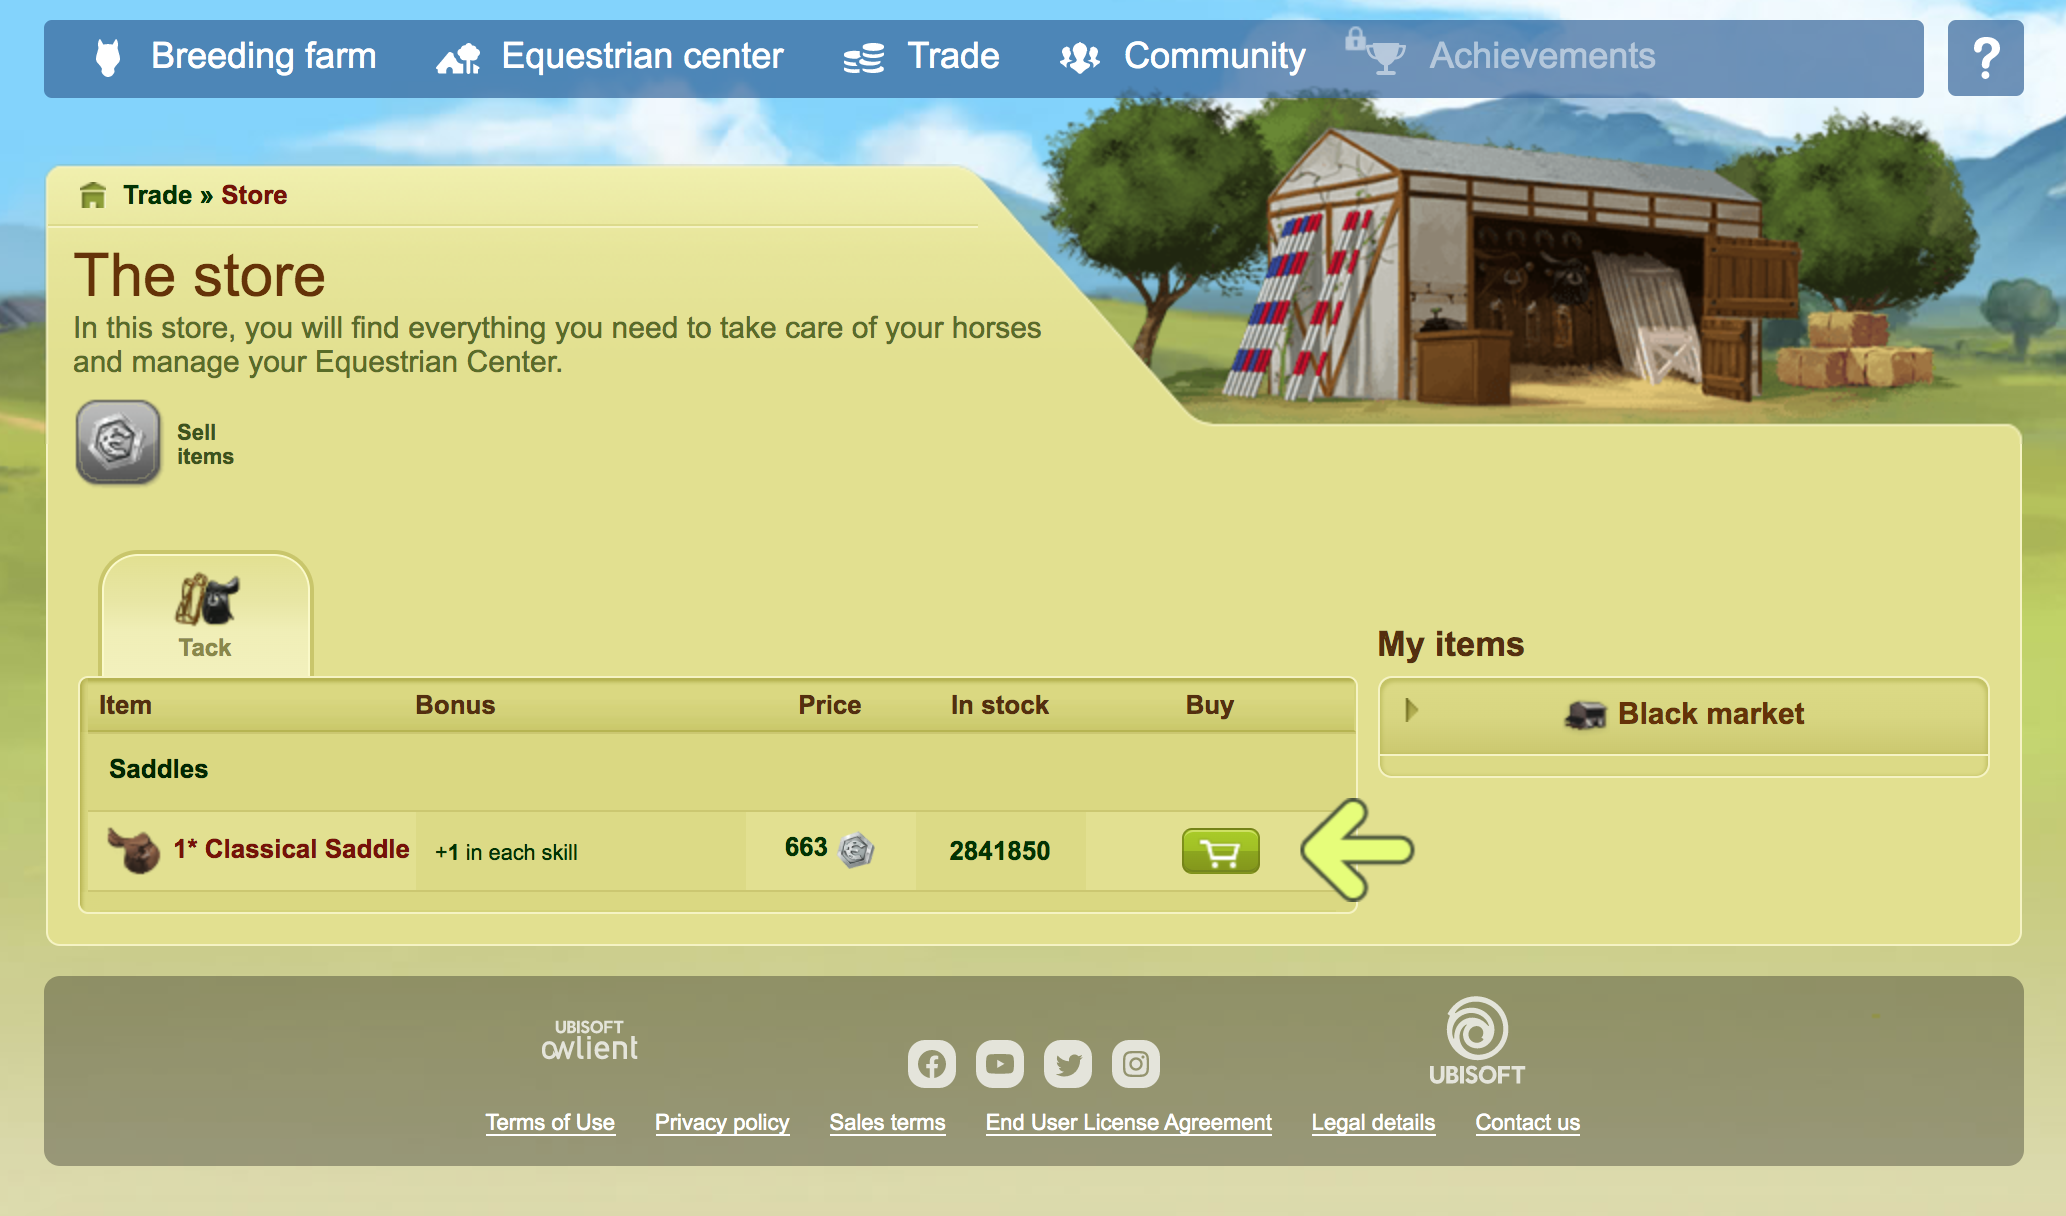 Breeding farm
Equestrian center
Trade
Community
Achievements
?
Trade » Store
The store
In this store, you will find everything you need to take care of your horses
and manage your Equestrian Center.
Sell
items
Tack
My items
Item Bonus Price In stock Buy
Black market
Saddles
1* Classical Saddle +1 in each skill 663 2841850
UBISOFT
owlient
UBISOFT
Terms of Use Privacy policy Sales terms End User License Agreement Legal details Contact us